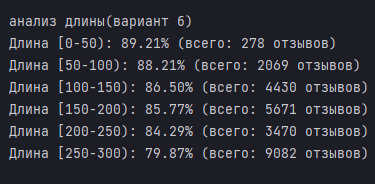 анализ длины(вариант 6)
Длина [0-50): 89.21% (всего: 278 отзывов)
Длина [50-100): 88.21% (всего: 2069 отзывов)
Длина [100-150): 86.50% (всего: 4430 отзывов)
Длина [150-200): 85.77% (всего: 5671 отзывов)
Длина [200-250): 84.29% (всего: 3470 отзывов)
Длина [250-300): 79.87% (всего: 9082 отзывов)